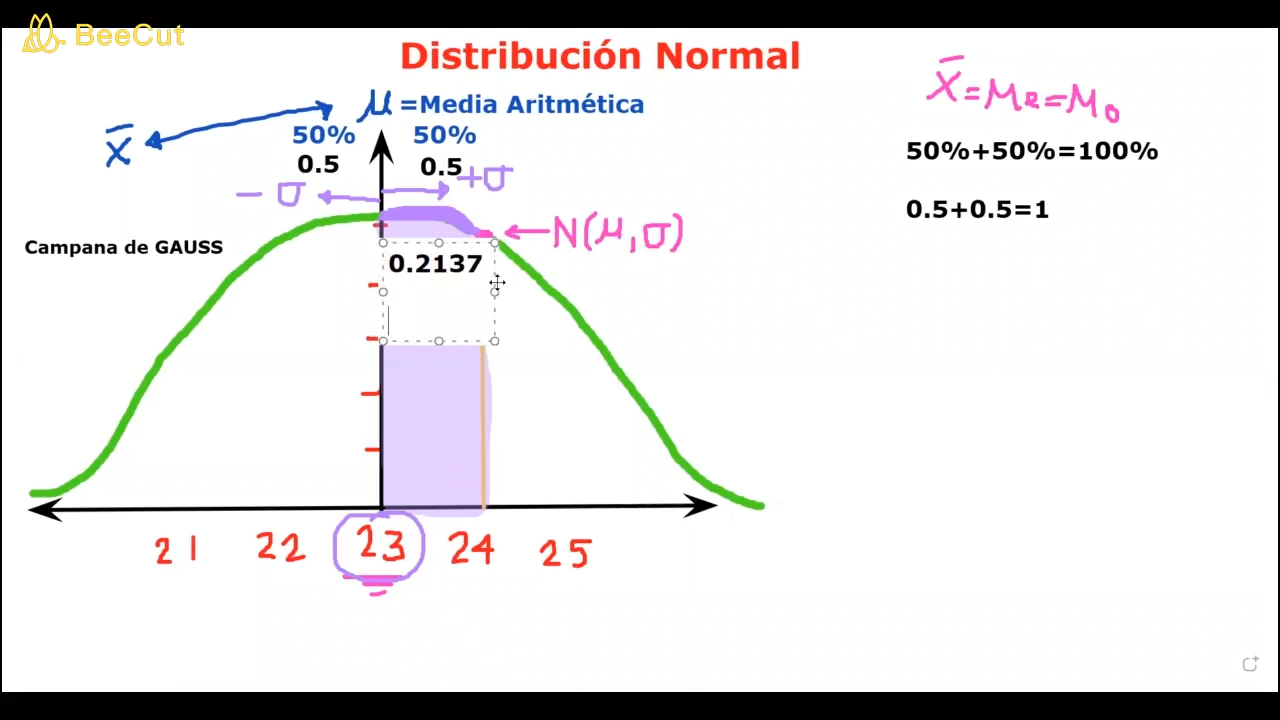 BeeCut
Distribución Normal
X̄ = Me = Mo
μ =Media Aritmética
X̄
50% 50%
0.5 0.5
50%+50%=100%
- σ +σ
0.5+0.5=1
N(μ,σ)
Campana de GAUSS
0.2137
21 22 23 24 25